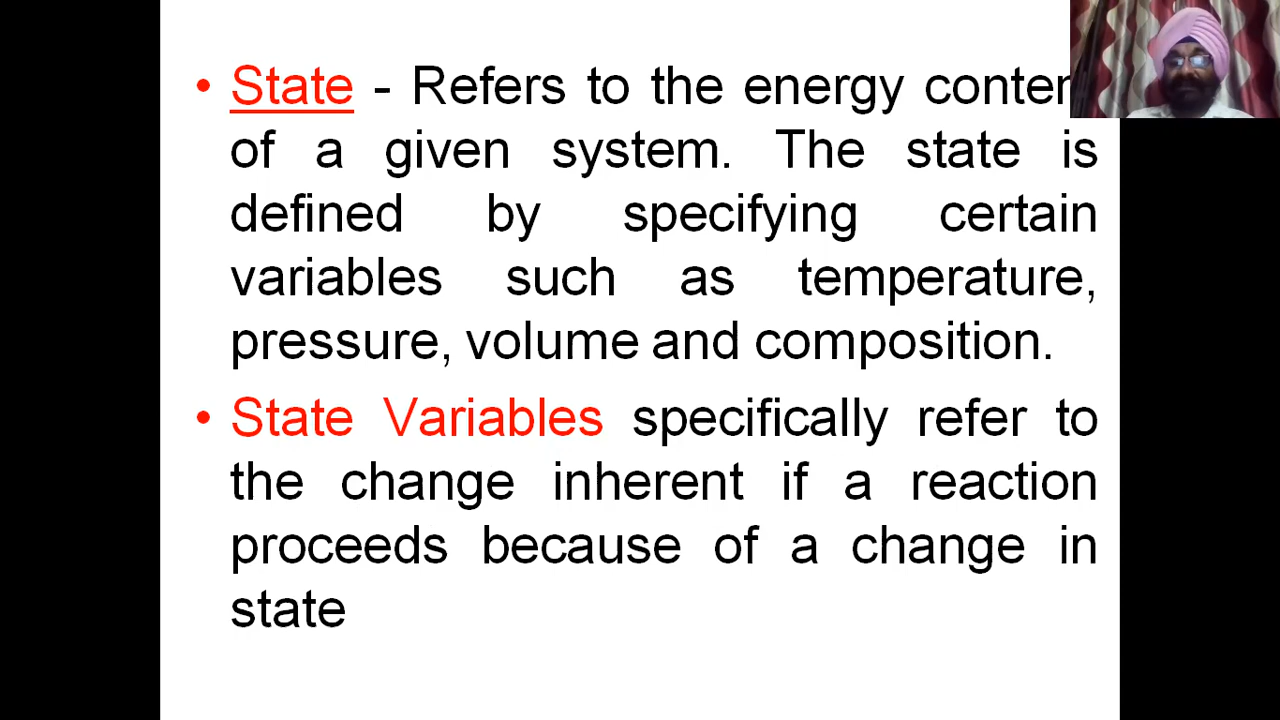 • State - Refers to the energy conten
of a given system. The state is
defined by specifying certain
variables such as temperature,
pressure, volume and composition.
• State Variables specifically refer to
the change inherent if a reaction
proceeds because of a change in
state